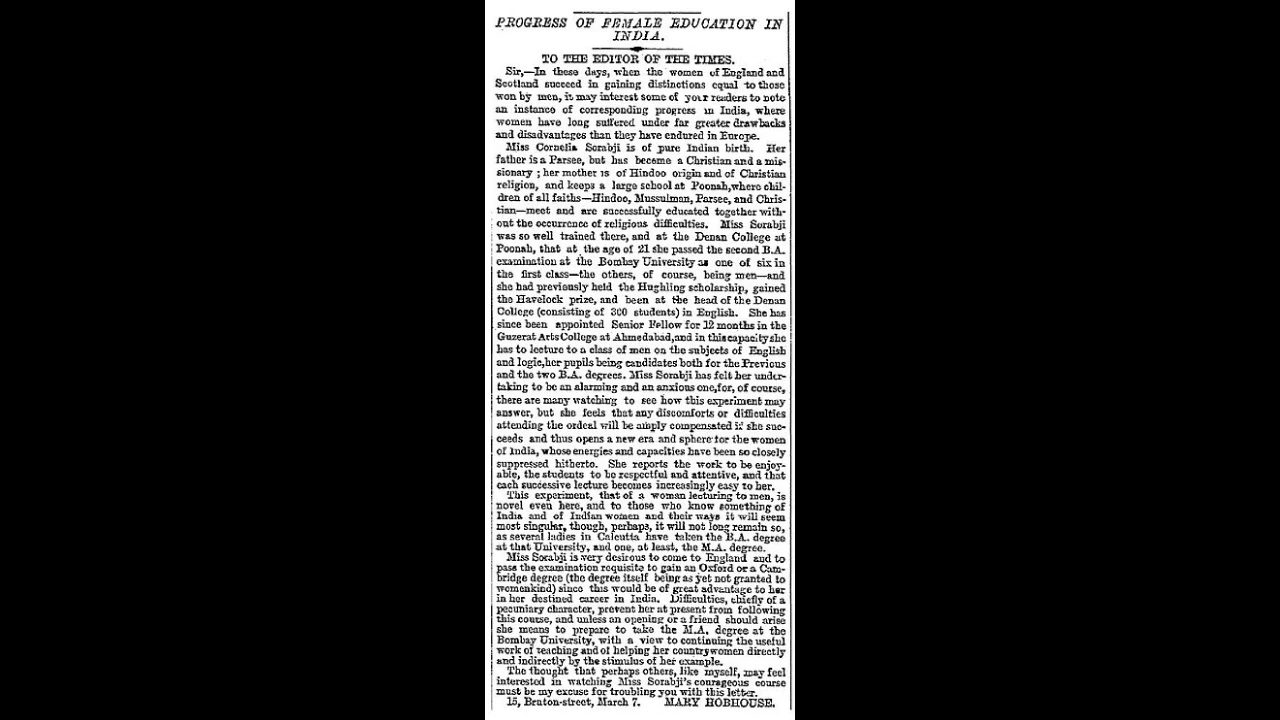 PROGRESS OF FEMALE EDUCATION IN
INDIA.
TO THE EDITOR OF THE TIMES.
Sir,—In these days, when the women of England and
Scotland succeed in gaining distinctions equal to those
won by men, it may interest some of your readers to note
an instance of corresponding progress in India, where
women have long suffered under far greater drawbacks
and disadvantages than they have endured in Europe.
Miss Cornelia Sorabji is of pure Indian birth. Her
father is a Parsee, but has become a Christian and a mis-
sionary ; her mother is of Hindoo origin and of Christian
religion, and keeps a large school at Poonah,where chil-
dren of all faiths—Hindoo, Mussulman, Parsee, and Chris-
tian—meet and are successfully educated together with-
out the occurrence of religious difficulties. Miss Sorabji
was so well trained there, and at the Denan College at
Poonah, that at the age of 21 she passed the second B.A.
examination at the Bombay University as one of six in
the first class—the others, of course, being men—and
she had previously held the Hughling scholarship, gained
the Havelock prize, and been at the head of the Denan
College (consisting of 300 students) in English. She has
since been appointed Senior Fellow for 12 months in the
Guzerat Arts College at Ahmedabad,and in this capacity she
has to lecture to a class of men on the subjects of English
and logic,her pupils being candidates both for the Previous
and the two B.A. degrees. Miss Sorabji has felt her under-
taking to be an alarming and an anxious one,for, of course,
there are many watching to see how this experiment may
answer, but she feels that any discomforts or difficulties
attending the ordeal will be amply compensated if she suc-
ceeds and thus opens a new era and sphere for the women
of India, whose energies and capacities have been so closely
suppressed hitherto. She reports the work to be enjoy-
able, the students to be respectful and attentive, and that
each successive lecture becomes increasingly easy to her.
This experiment, that of a woman lecturing to men, is
novel even here, and to those who know something of
India and of Indian women and their ways it will seem
most singular, though, perhaps, it will not long remain so,
as several ladies in Calcutta have taken the B.A. degree
at that University, and one, at least, the M.A. degree.
Miss Sorabji is very desirous to come to England and to
pass the examination requisite to gain an Oxford or a Cam-
bridge degree (the degree itself being as yet not granted to
womenkind) since this would be of great advantage to her
in her destined career in India. Difficulties, chiefly of a
pecuniary character, prevent her at present from following
this course, and unless an opening or a friend should arise
she means to prepare to take the M.A. degree at the
Bombay University, with a view to continuing the useful
work of teaching and of helping her countrywomen directly
and indirectly by the stimulus of her example.
The thought that perhaps others, like myself, may feel
interested in watching Miss Sorabji's courageous course
must be my excuse for troubling you with this letter.
15, Bruton-street, March 7. MARY HOBHOUSE.